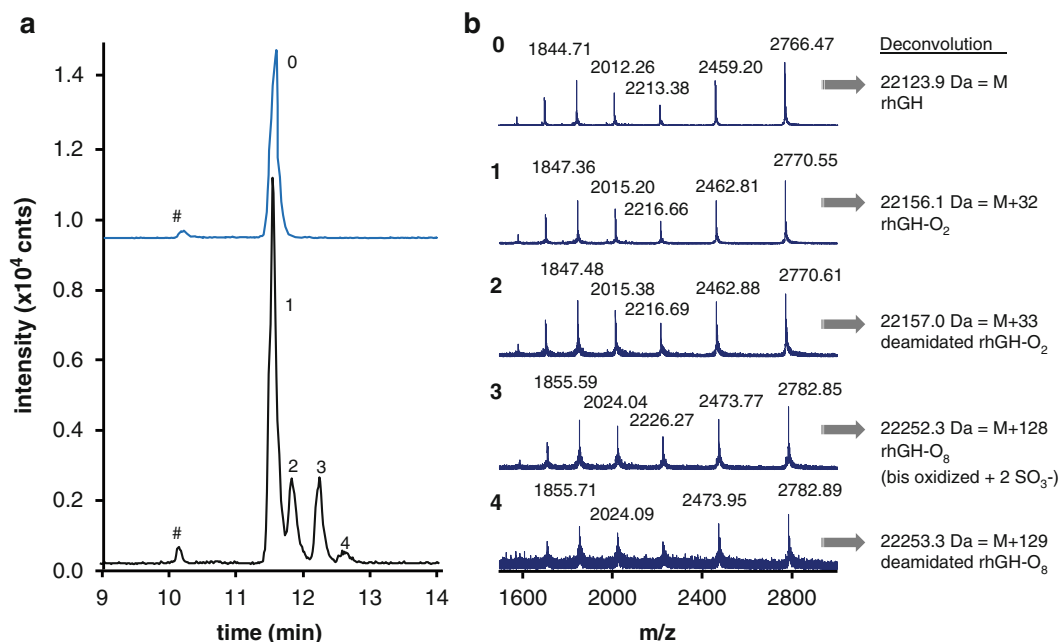 a
intensity (x10⁴ cnts)
1.4
1.2
1.0
0.8
0.6
0.4
0.2
0.0
0
#
1
2
3
4
#
9 10 11 12 13 14
time (min)
b
0
1844.71
2012.26
2213.38
2459.20
2766.47
Deconvolution
22123.9 Da = M
rhGH
1
1847.36
2015.20
2216.66
2462.81
2770.55
22156.1 Da = M+32
rhGH-O₂
2
1847.48
2015.38
2216.69
2462.88
2770.61
22157.0 Da = M+33
deamidated rhGH-O₂
3
1855.59
2024.04
2226.27
2473.77
2782.85
22252.3 Da = M+128
rhGH-O₈
(bis oxidized + 2 SO₃-)
4
1855.71
2024.09
2473.95
2782.89
22253.3 Da = M+129
deamidated rhGH-O₈
1600 2000 2400 2800
m/z